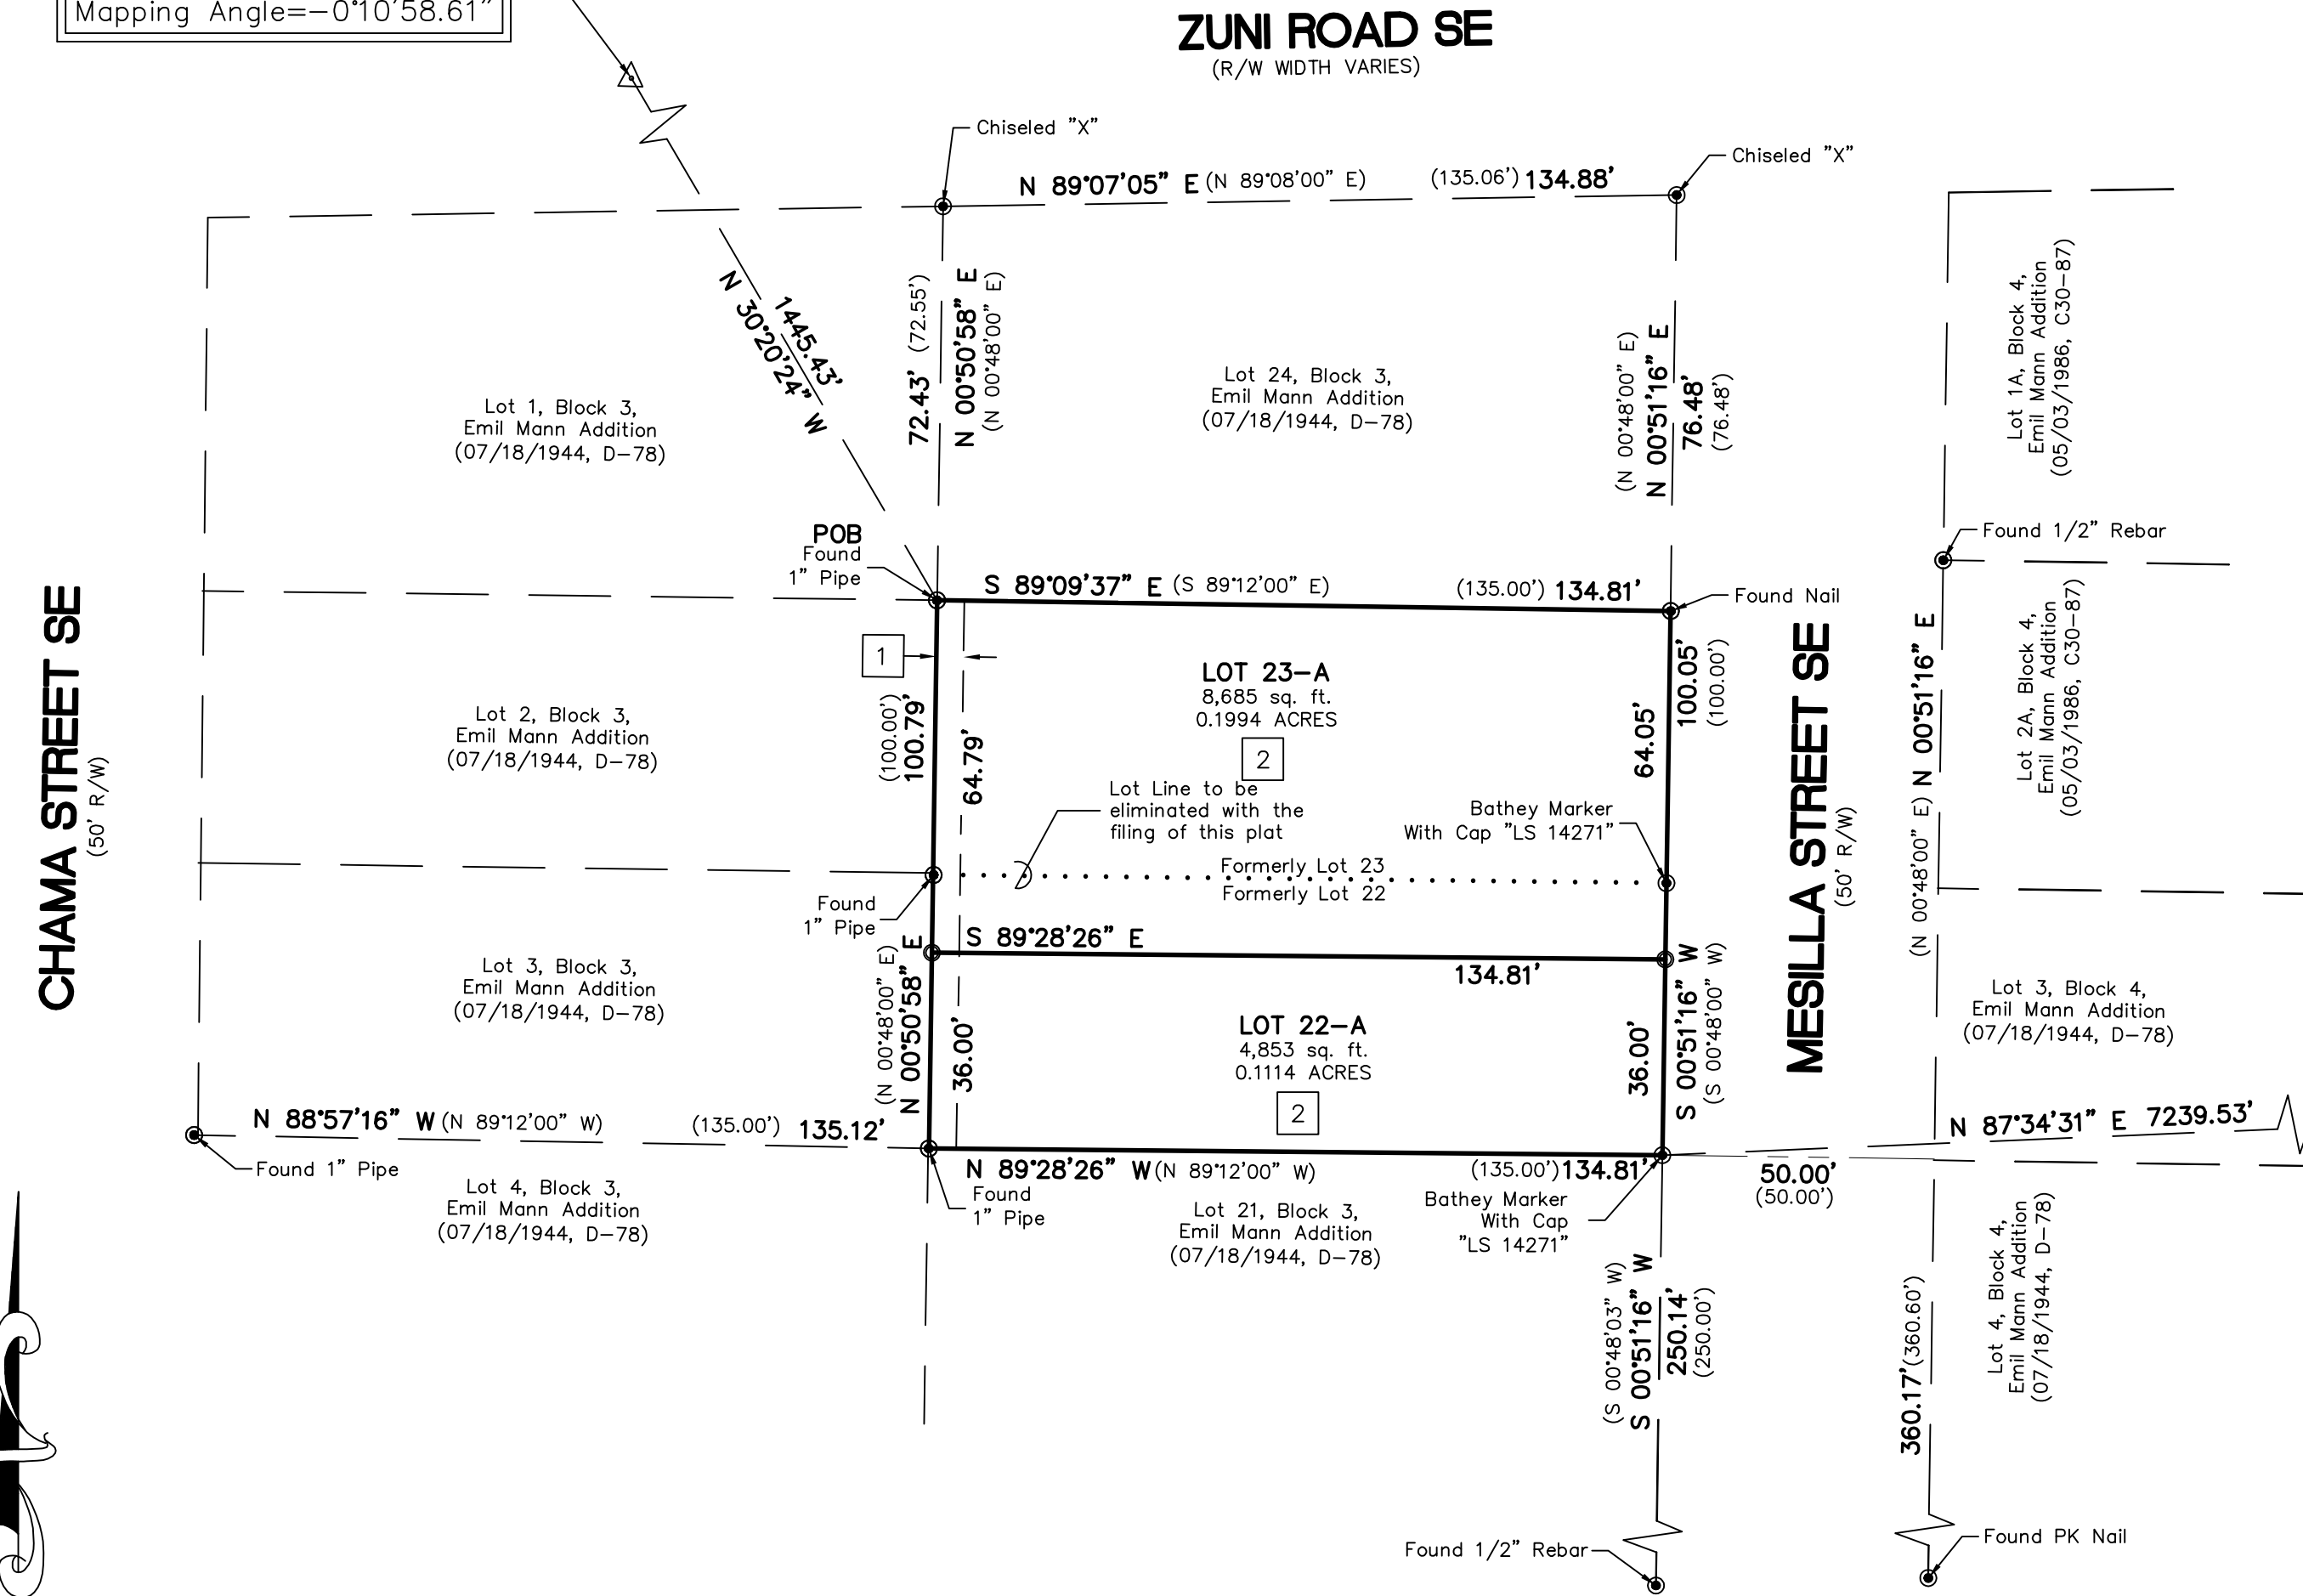 Mapping Angle=-0°10'58.61"
ZUNI ROAD SE
(R/W WIDTH VARIES)
Chiseled "X"
Chiseled "X"
N 89°07'05" E (N 89°08'00" E) (135.06') 134.88'
N 30°20'24" W
1445.43'
72.43' (72.55')
N 00°50'58" E
(N 00°48'00" E)
Lot 1, Block 3,
Emil Mann Addition
(07/18/1944, D-78)
Lot 24, Block 3,
Emil Mann Addition
(07/18/1944, D-78)
(N 00°48'00" E)
N 00°51'16" E
76.48'
(76.48')
Lot 1A, Block 4,
Emil Mann Addition
(05/03/1986, C30-87)
POB
Found
1" Pipe
Found 1/2" Rebar
S 89°09'37" E (S 89°12'00" E) (135.00') 134.81'
Found Nail
CHAMA STREET SE
(50' R/W)
1
(100.00')
100.79'
64.79'
LOT 23-A
8,685 sq. ft.
0.1994 ACRES
2
64.05'
100.05'
(100.00')
MESILLA STREET SE
(50' R/W)
(N 00°48'00" E) N 00°51'16" E
Lot 2A, Block 4,
Emil Mann Addition
(05/03/1986, C30-87)
Lot 2, Block 3,
Emil Mann Addition
(07/18/1944, D-78)
Lot Line to be
eliminated with the
filing of this plat
Bathey Marker
With Cap "LS 14271"
Formerly Lot 23
Formerly Lot 22
Found
1" Pipe
S 89°28'26" E
134.81'
Lot 3, Block 3,
Emil Mann Addition
(07/18/1944, D-78)
(N 00°48'00" E)
N 00°50'58" E
36.00'
LOT 22-A
4,853 sq. ft.
0.1114 ACRES
2
36.00'
S 00°51'16" W
(S 00°48'00" W)
Lot 3, Block 4,
Emil Mann Addition
(07/18/1944, D-78)
N 88°57'16" W (N 89°12'00" W) (135.00') 135.12'
N 87°34'31" E 7239.53'
Found 1" Pipe
N 89°28'26" W (N 89°12'00" W) (135.00') 134.81'
50.00'
(50.00')
Found
1" Pipe
Lot 4, Block 3,
Emil Mann Addition
(07/18/1944, D-78)
Lot 21, Block 3,
Emil Mann Addition
(07/18/1944, D-78)
Bathey Marker
With Cap
"LS 14271"
(S 00°48'03" W)
S 00°51'16" W
250.14'
(250.00')
360.17' (360.60')
Lot 4, Block 4,
Emil Mann Addition
(07/18/1944, D-78)
Found 1/2" Rebar
Found PK Nail